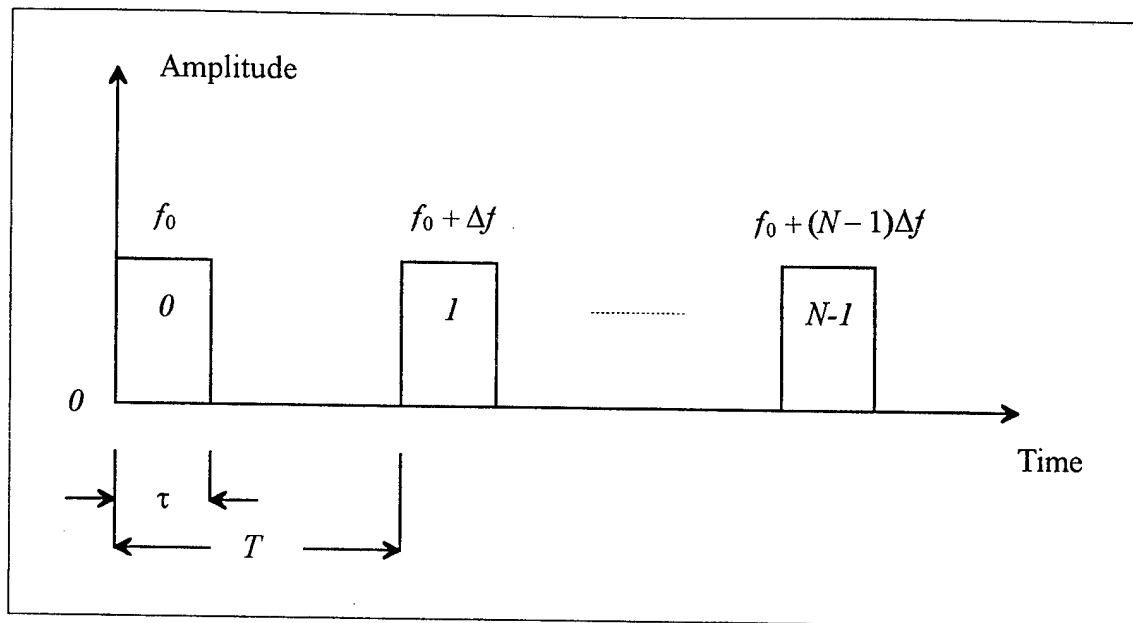 Amplitude
f₀
f₀ + Δf
f₀ + (N – 1)Δf
0
1
..............
N-1
0
Time
τ
T